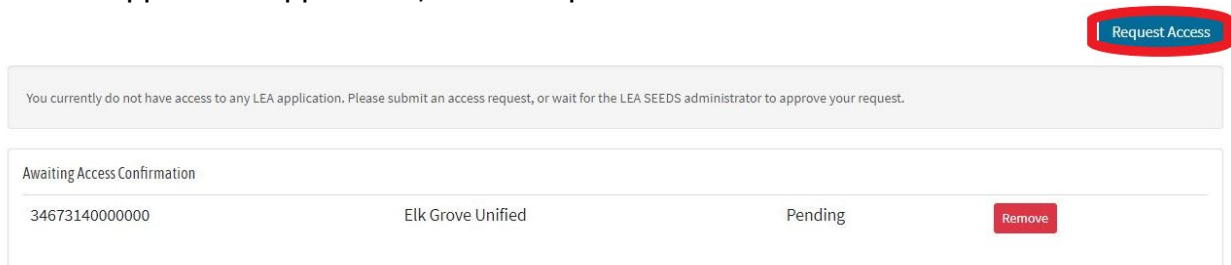 Request Access
You currently do not have access to any LEA application. Please submit an access request, or wait for the LEA SEEDS administrator to approve your request.
Awaiting Access Confirmation
34673140000000 Elk Grove Unified Pending Remove